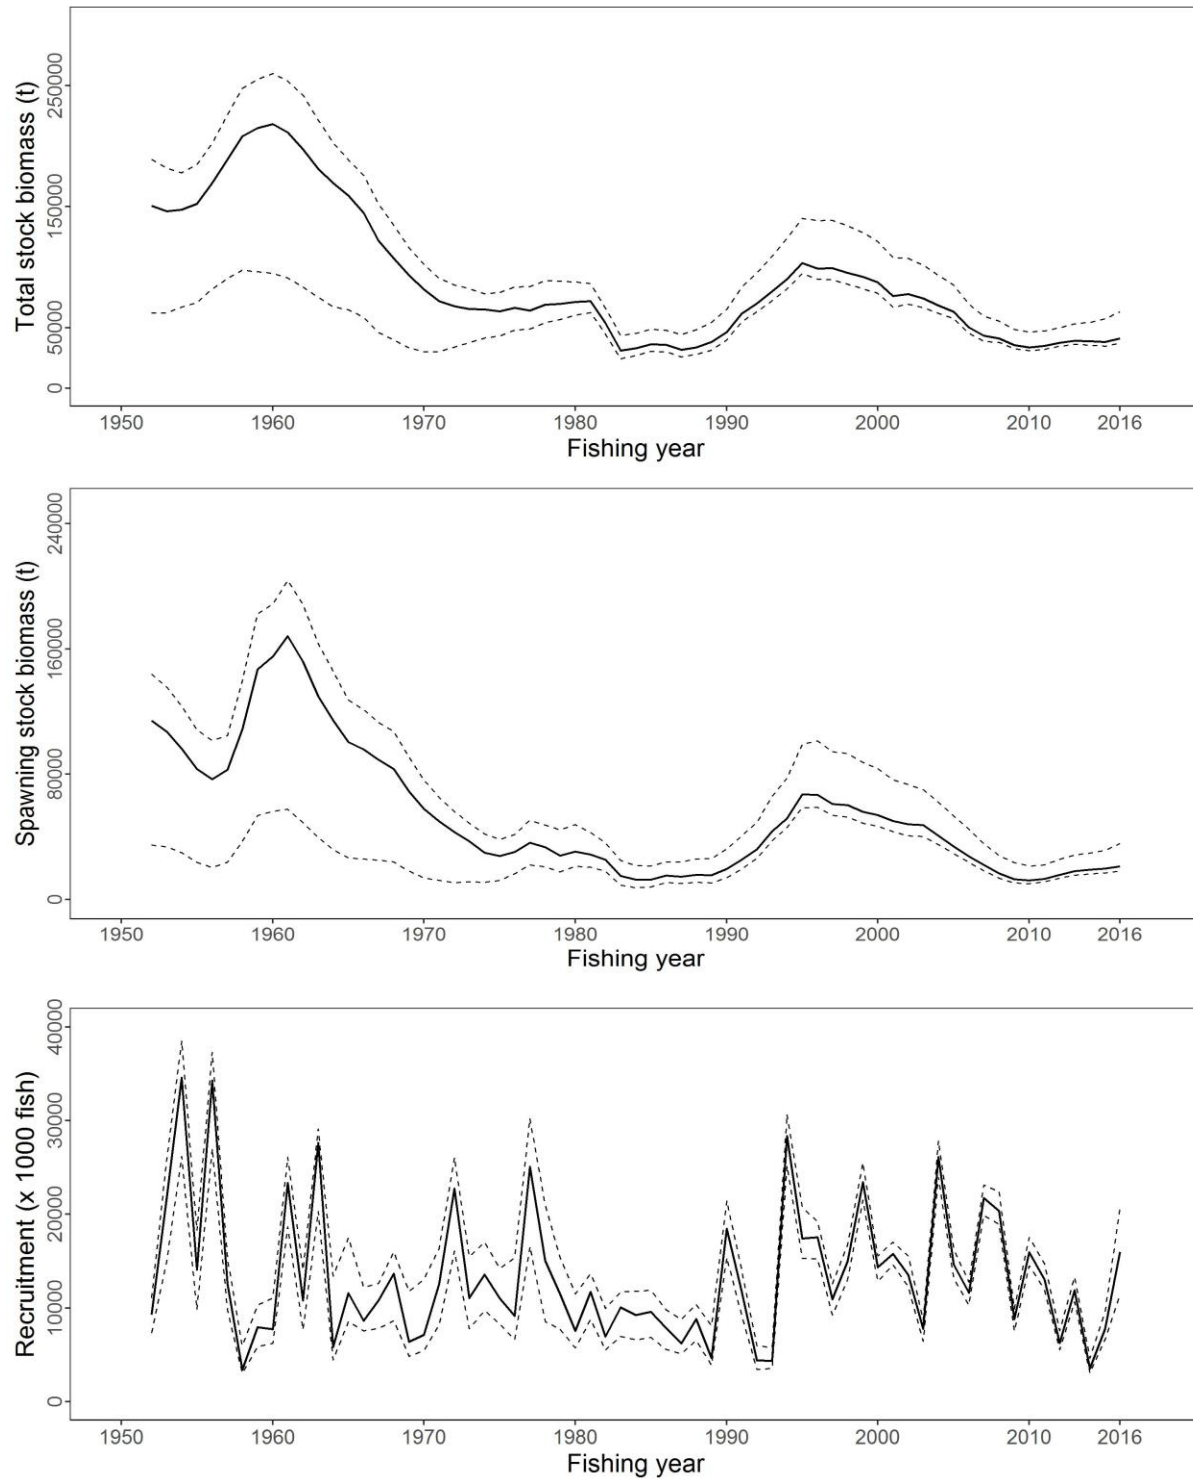 Total stock biomass (t)
250000
150000
50000
0
1950 1960 1970 1980 1990 2000 2010 2016
Fishing year
Spawning stock biomass (t)
240000
160000
80000
0
1950 1960 1970 1980 1990 2000 2010 2016
Fishing year
Recruitment (x 1000 fish)
40000
30000
20000
10000
0
1950 1960 1970 1980 1990 2000 2010 2016
Fishing year